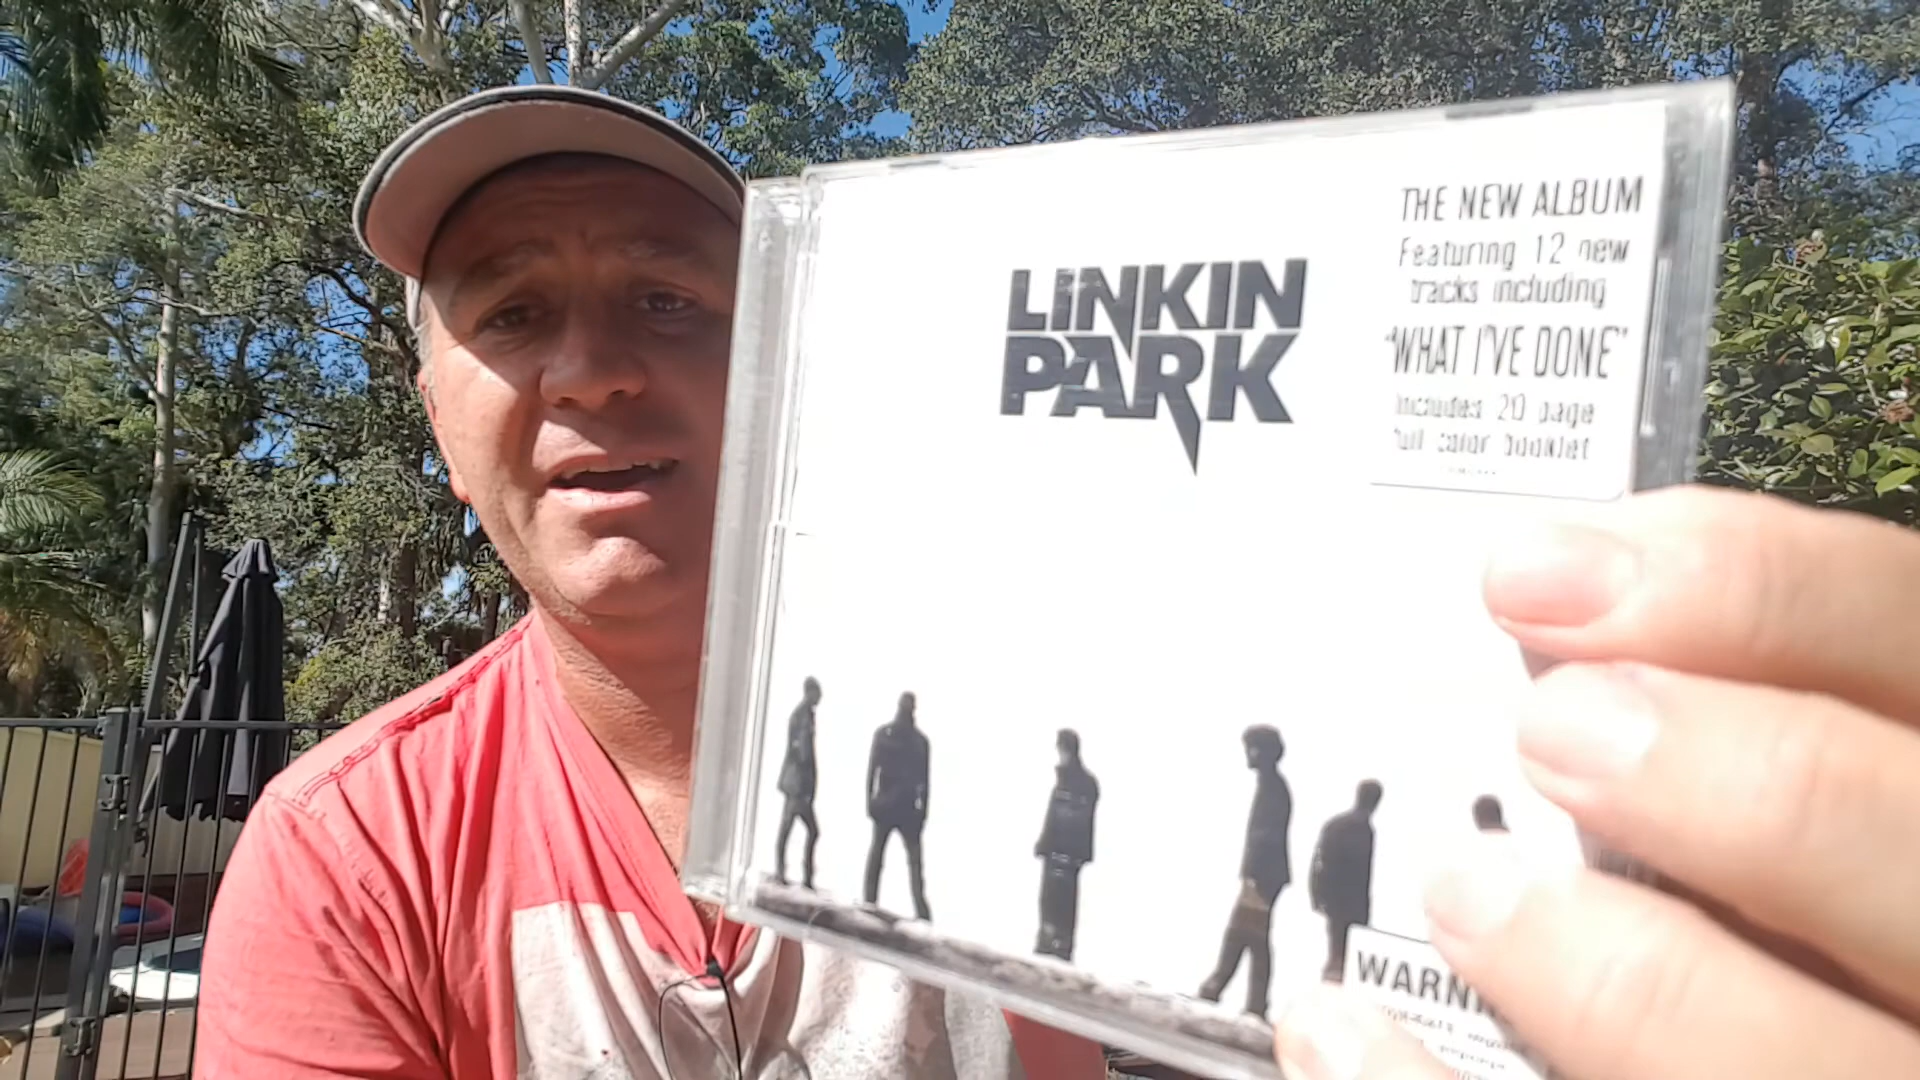 LINKIN
PARK
THE NEW ALBUM
Featuring 12 new
tracks including
"WHAT I'VE DONE"
Includes 20 page
full color booklet